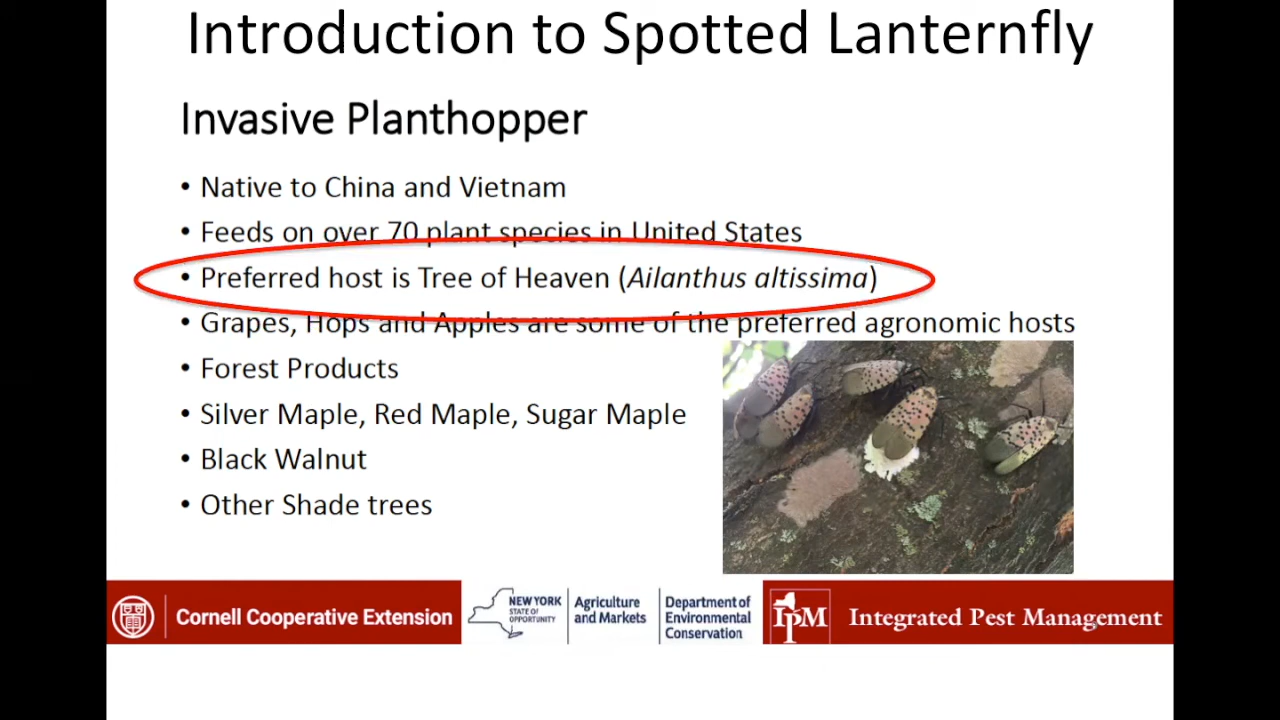 Introduction to Spotted Lanternfly
Invasive Planthopper
• Native to China and Vietnam
• Feeds on over 70 plant species in United States
• Preferred host is Tree of Heaven (Ailanthus altissima)
• Grapes, Hops and Apples are some of the preferred agronomic hosts
• Forest Products
• Silver Maple, Red Maple, Sugar Maple
• Black Walnut
• Other Shade trees
Cornell Cooperative Extension
NEW YORK
STATE OF
OPPORTUNITY
Agriculture
and Markets
Department of
Environmental
Conservation
IPM
Integrated Pest Management